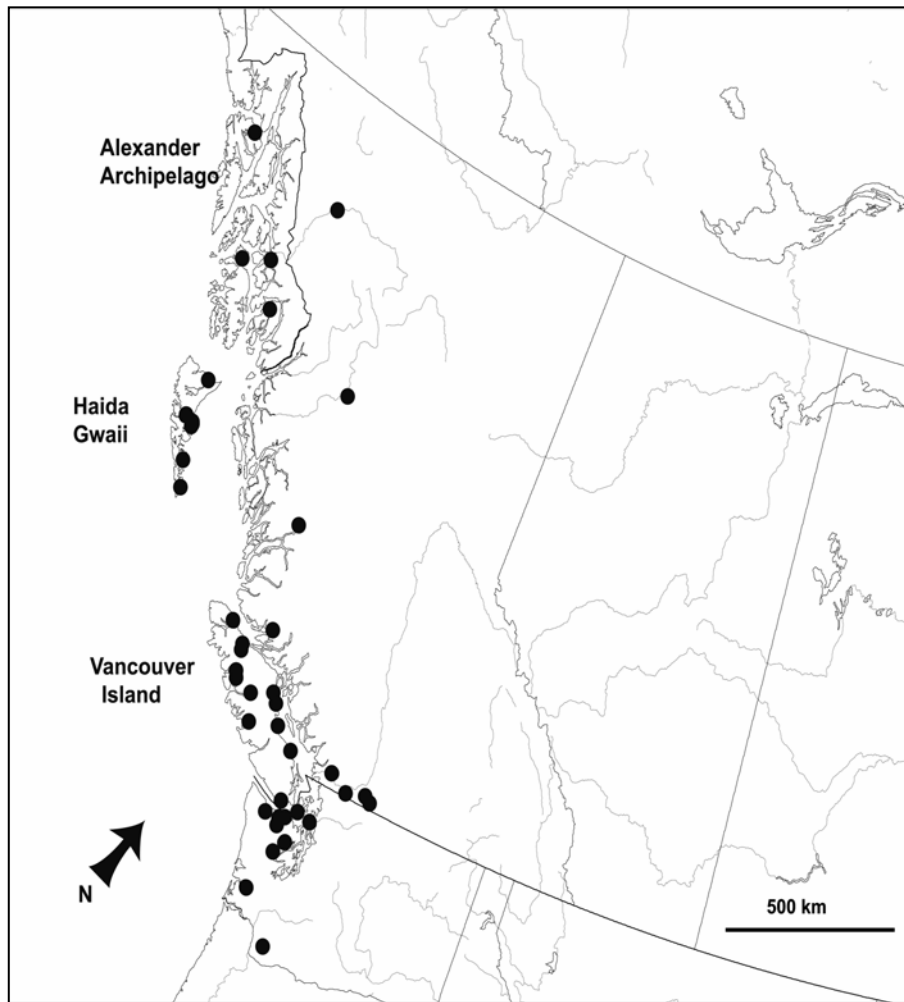 Alexander
Archipelago
Haida
Gwaii
Vancouver
Island
N
500 km